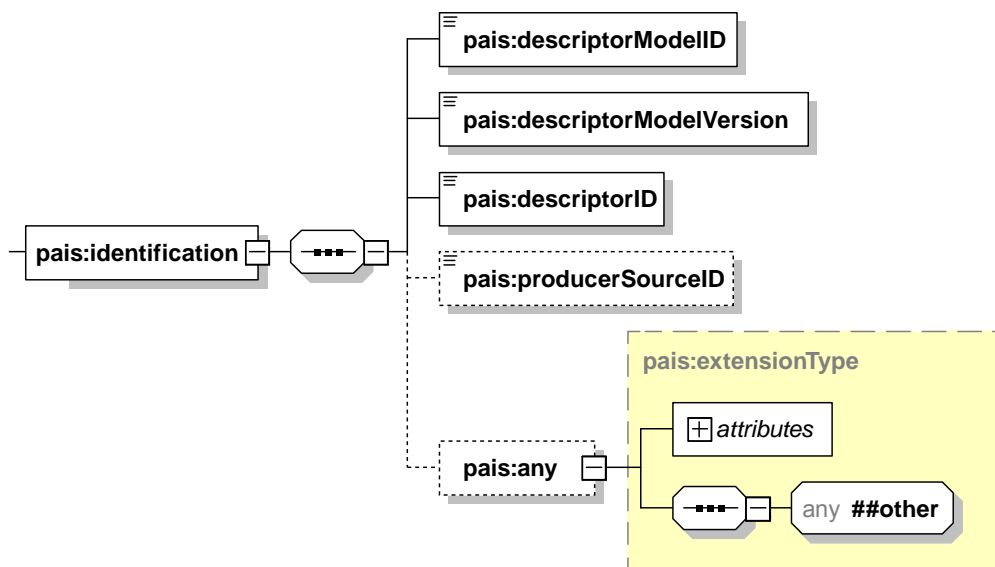 pais:descriptorModelID
pais:descriptorModelVersion
pais:descriptorID
pais:identification
pais:producerSourceID
pais:extensionType
attributes
pais:any
any ##other